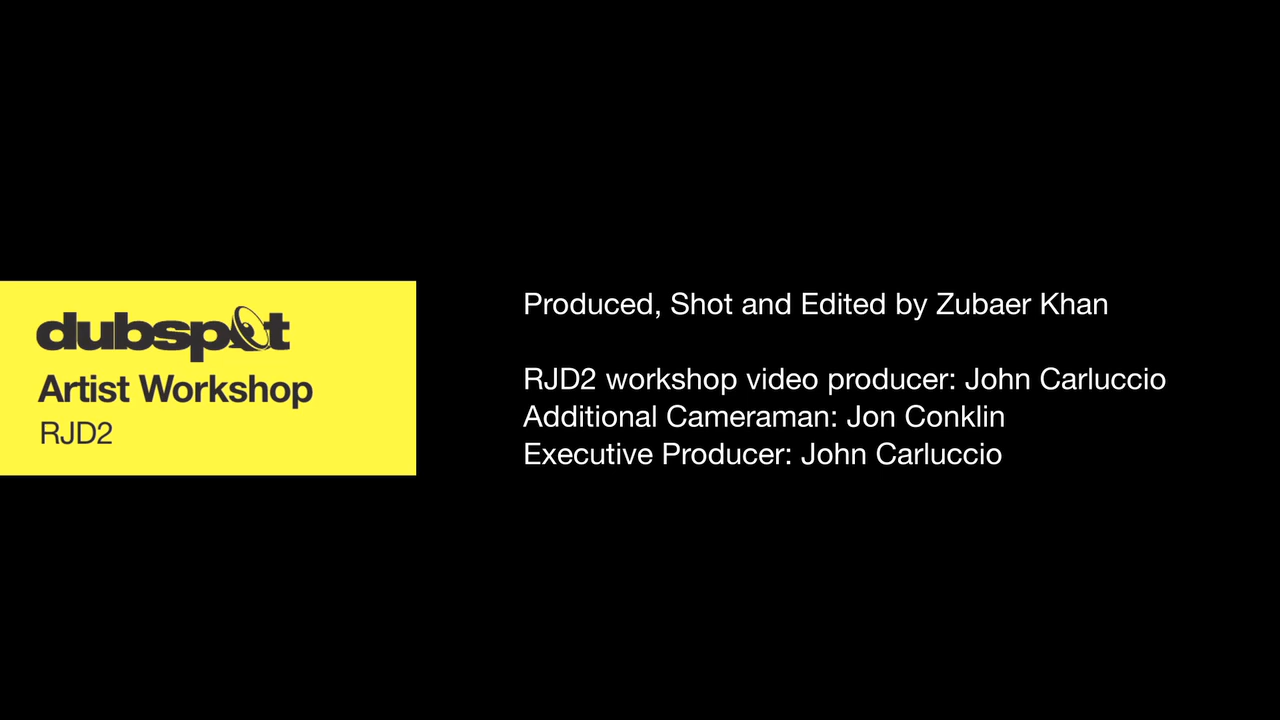 dubspot
Artist Workshop
RJD2
Produced, Shot and Edited by Zubaer Khan
RJD2 workshop video producer: John Carluccio
Additional Cameraman: Jon Conklin
Executive Producer: John Carluccio